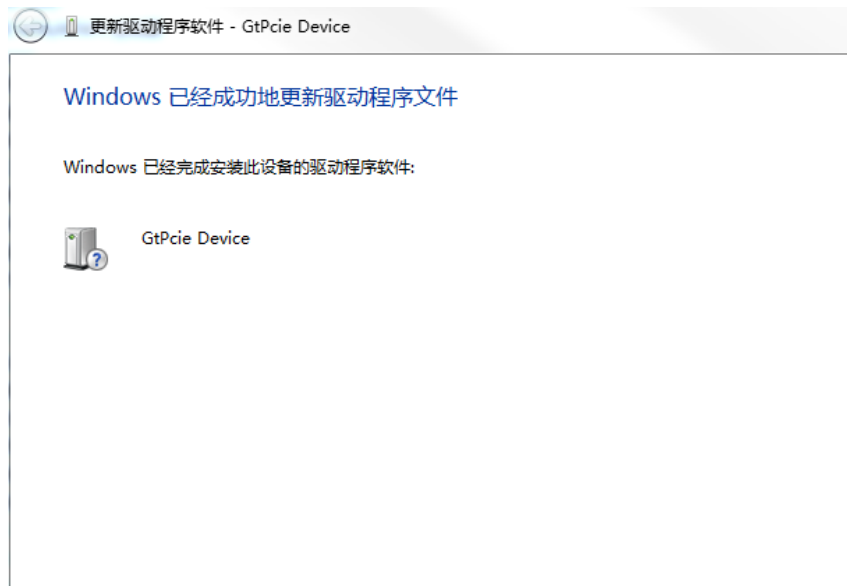 更新驱动程序软件 - GtPcie Device
Windows 已经成功地更新驱动程序文件
Windows 已经完成安装此设备的驱动程序软件:
GtPcie Device